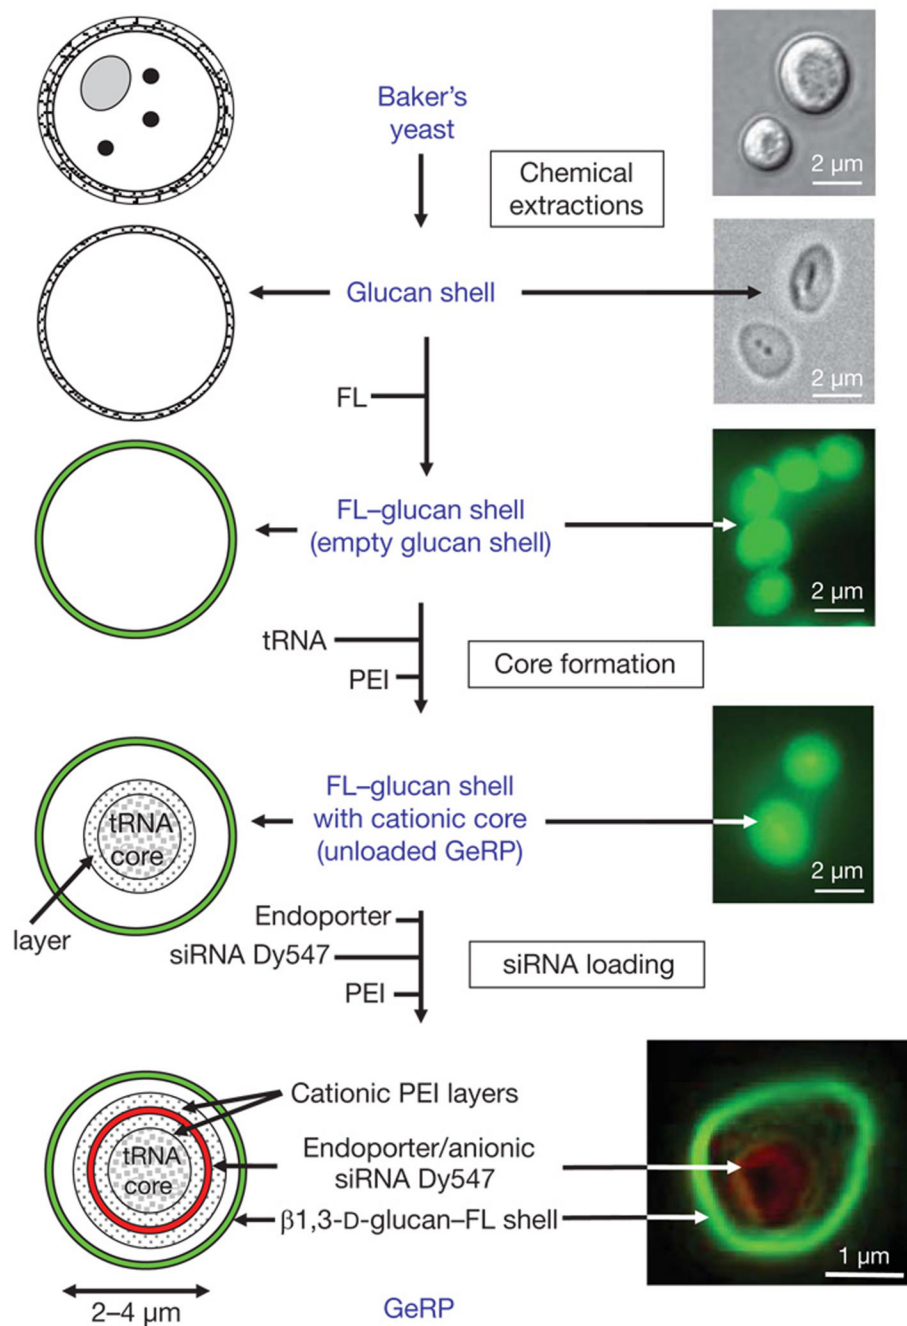 Baker's
yeast
Chemical
extractions
2 µm
Glucan shell
2 µm
FL
FL–glucan shell
(empty glucan shell)
2 µm
tRNA
PEI
Core formation
FL–glucan shell
with cationic core
(unloaded GeRP)
tRNA
core
layer
2 µm
Endoporter
siRNA Dy547
PEI
siRNA loading
Cationic PEI layers
tRNA
core
Endoporter/anionic
siRNA Dy547
β1,3-D-glucan–FL shell
1 µm
2–4 µm
GeRP